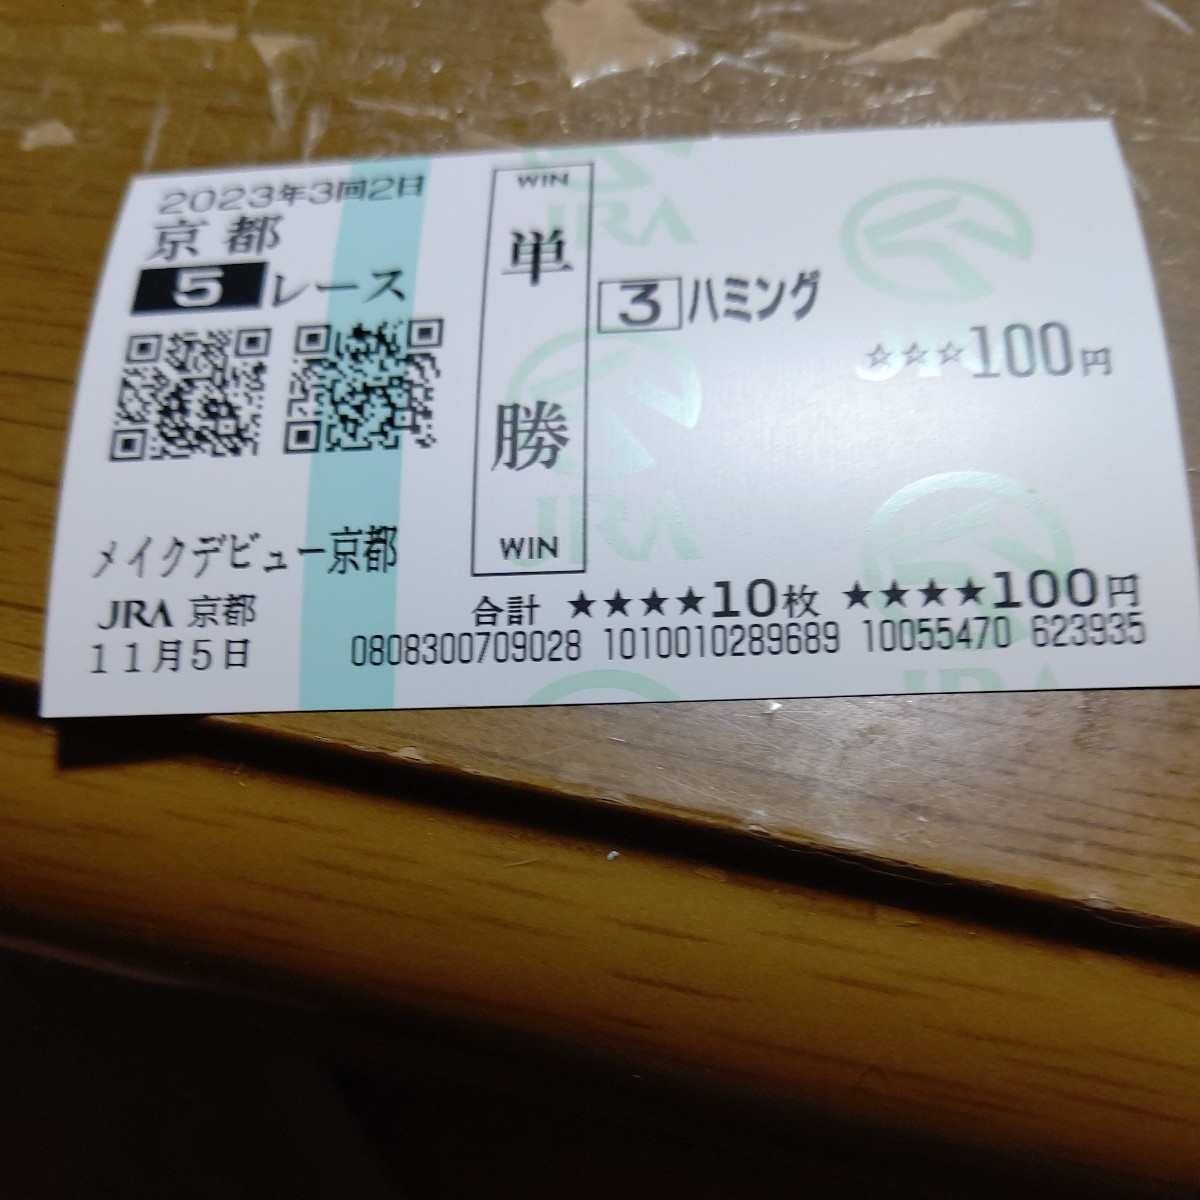 2023年3回2日
京都
5レース
メイクデビュー京都
JRA 京都
11月5日
WIN
単勝
WIN
3 ハミング
☆☆☆100円
合計 ★★★★10枚 ★★★★100円
0808300709028 1010010289689 10055470 623935
JRA
JRA
JRA